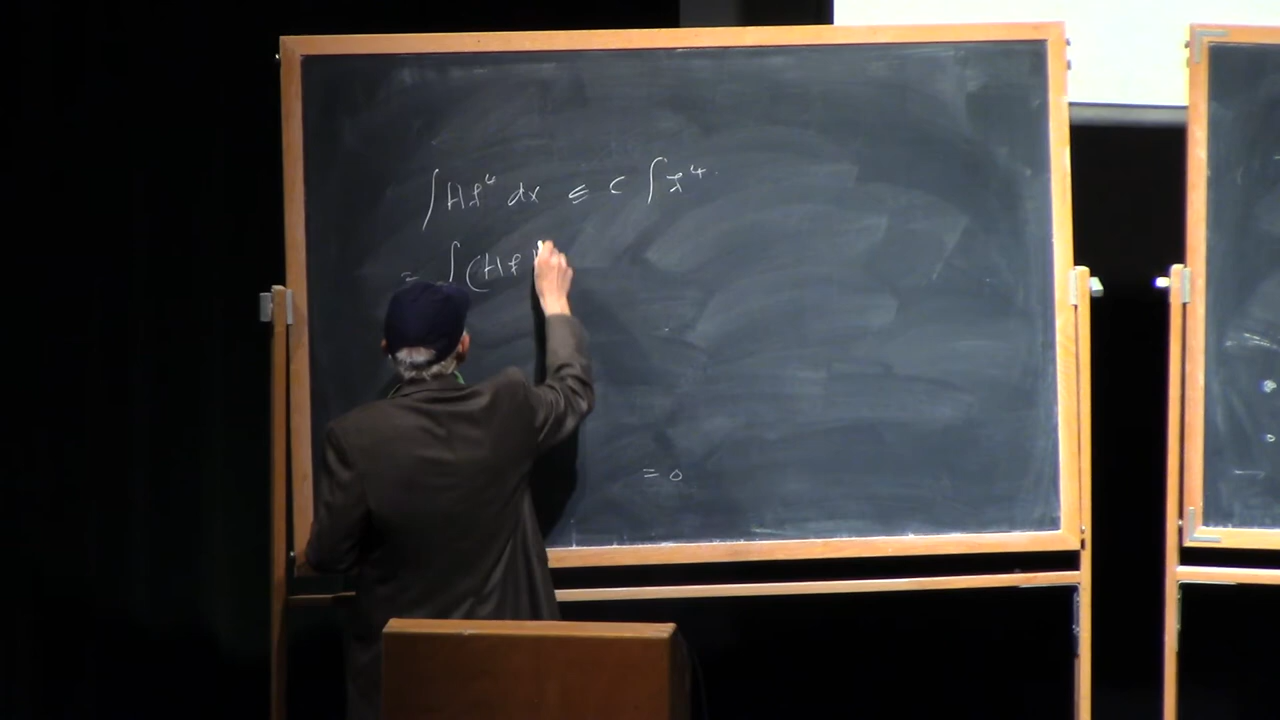 ∫ Hf⁴ dx ≤ C ∫ f⁴.
= ∫ (Hf
= 0